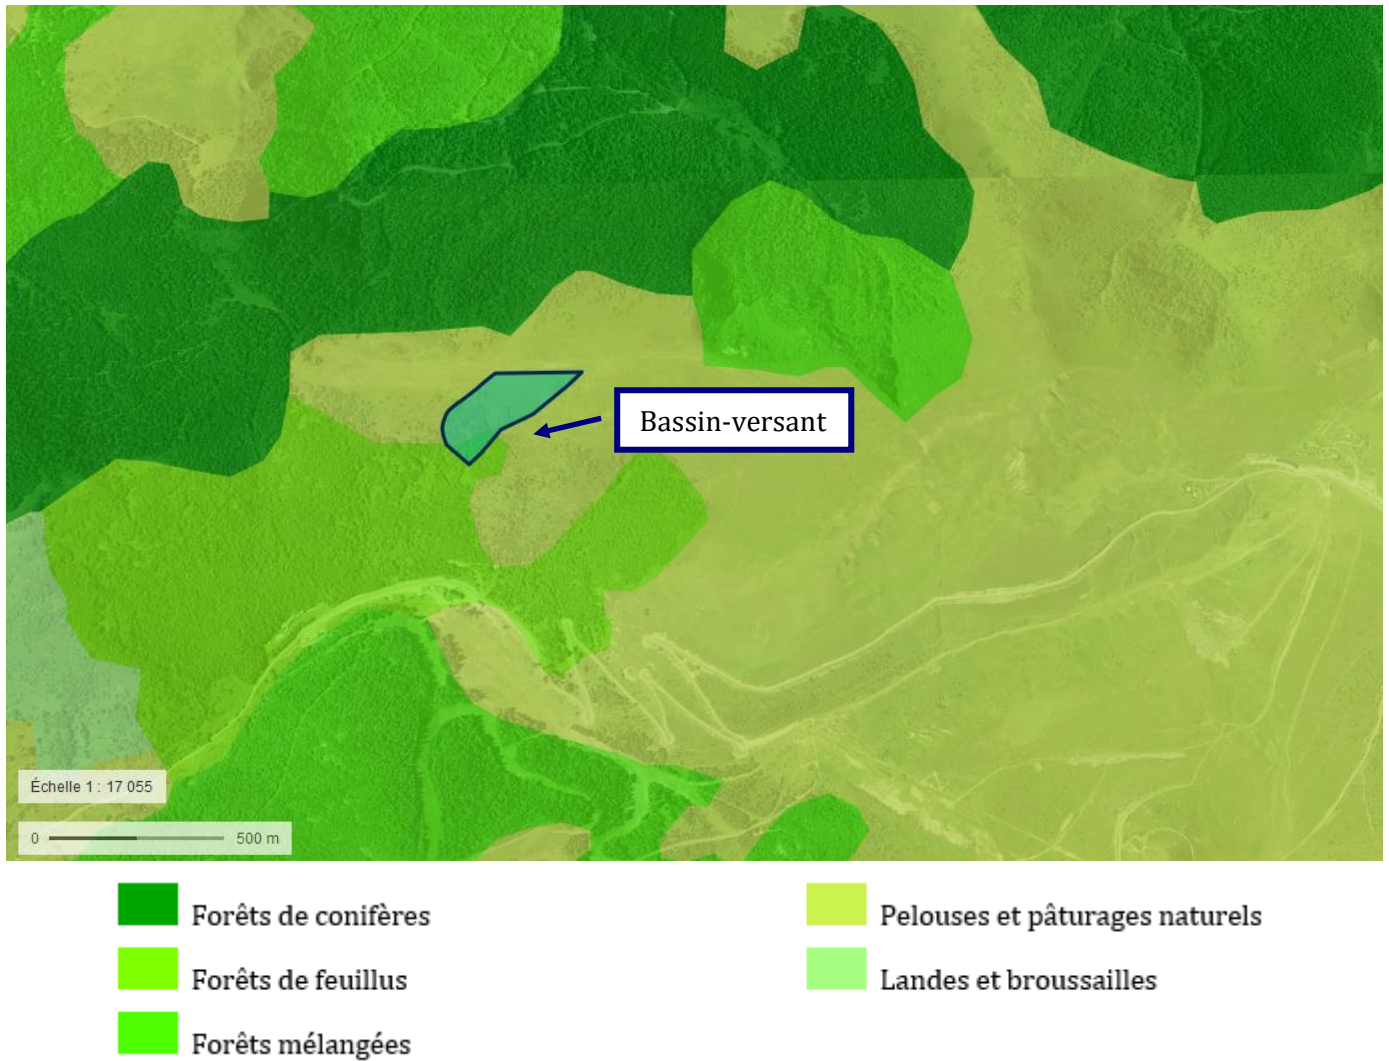 Bassin-versant
Échelle 1 : 17 055
0 500 m
Forêts de conifères
Pelouses et pâturages naturels
Forêts de feuillus
Landes et broussailles
Forêts mélangées